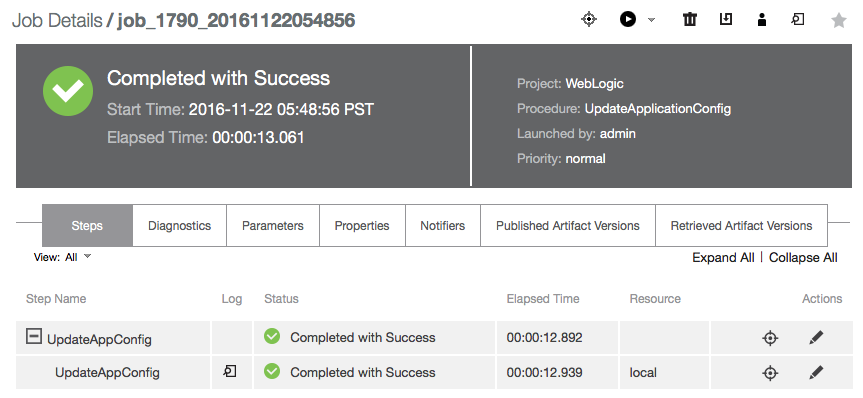 Job Details / job_1790_20161122054856
Completed with Success
Start Time: 2016-11-22 05:48:56 PST
Elapsed Time: 00:00:13.061
Project: WebLogic
Procedure: UpdateApplicationConfig
Launched by: admin
Priority: normal
Steps Diagnostics Parameters Properties Notifiers Published Artifact Versions Retrieved Artifact Versions
View: All Expand All | Collapse All
Step Name Log Status Elapsed Time Resource Actions
UpdateAppConfig Completed with Success 00:00:12.892
UpdateAppConfig Completed with Success 00:00:12.939 local